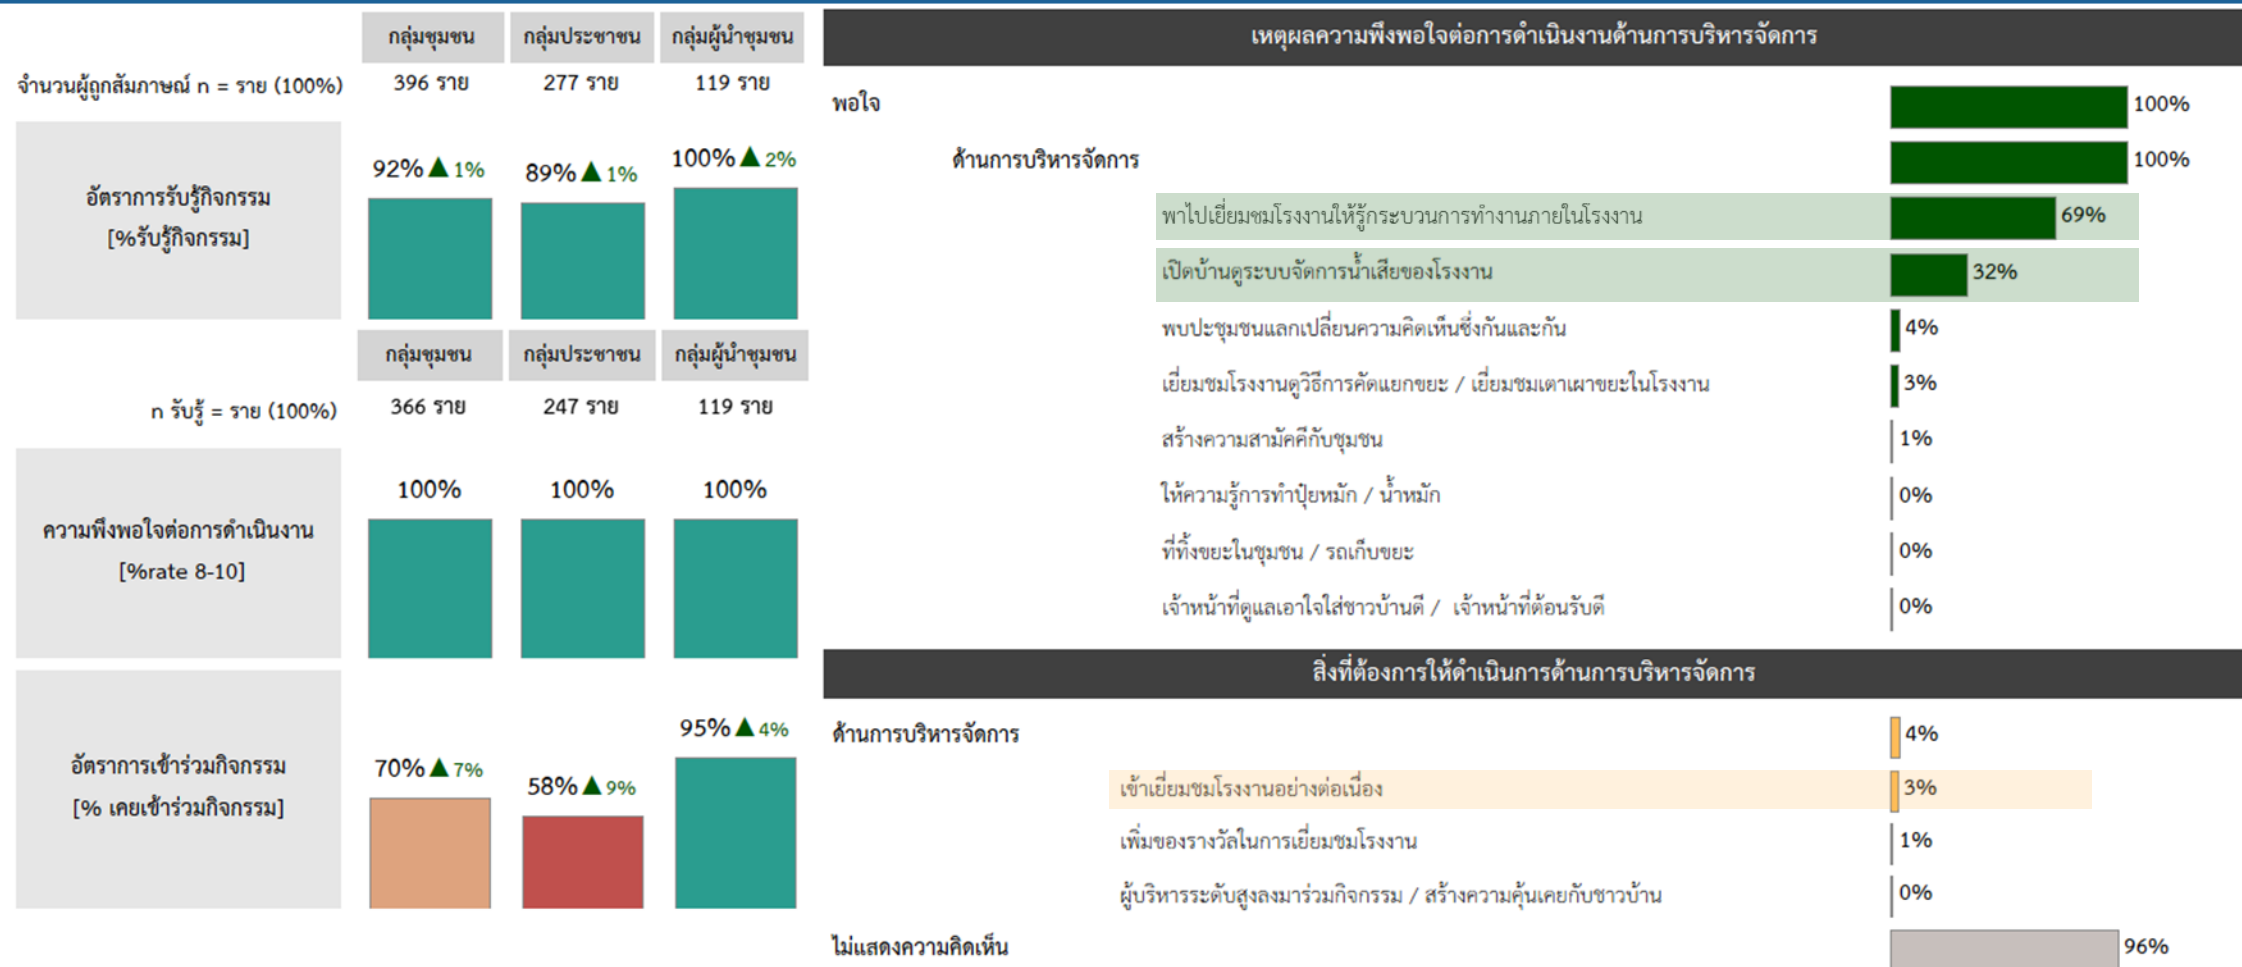 กลุ่มชุมชน กลุ่มประชาชน กลุ่มผู้นำชุมชน
จำนวนผู้ถูกสัมภาษณ์ n = ราย (100%) 396 ราย 277 ราย 119 ราย
อัตราการรับรู้กิจกรรม
[%รับรู้กิจกรรม]
92% ▲ 1% 89% ▲ 1% 100% ▲ 2%
กลุ่มชุมชน กลุ่มประชาชน กลุ่มผู้นำชุมชน
n รับรู้ = ราย (100%) 366 ราย 247 ราย 119 ราย
ความพึงพอใจต่อการดำเนินงาน
[%rate 8-10]
100% 100% 100%
อัตราการเข้าร่วมกิจกรรม
[% เคยเข้าร่วมกิจกรรม]
70% ▲ 7% 58% ▲ 9% 95% ▲ 4%
เหตุผลความพึงพอใจต่อการดำเนินงานด้านการบริหารจัดการ
พอใจ 100%
ด้านการบริหารจัดการ 100%
พาไปเยี่ยมชมโรงงานให้รู้กระบวนการทำงานภายในโรงงาน 69%
เปิดบ้านดูระบบจัดการน้ำเสียของโรงงาน 32%
พบปะชุมชนแลกเปลี่ยนความคิดเห็นซึ่งกันและกัน 4%
เยี่ยมชมโรงงานดูวิธีการคัดแยกขยะ / เยี่ยมชมเตาเผาขยะในโรงงาน 3%
สร้างความสามัคคีกับชุมชน 1%
ให้ความรู้การทำปุ๋ยหมัก / น้ำหมัก 0%
ที่ทิ้งขยะในชุมชน / รถเก็บขยะ 0%
เจ้าหน้าที่ดูแลเอาใจใส่ชาวบ้านดี / เจ้าหน้าที่ต้อนรับดี 0%
สิ่งที่ต้องการให้ดำเนินการด้านการบริหารจัดการ
ด้านการบริหารจัดการ 4%
เข้าเยี่ยมชมโรงงานอย่างต่อเนื่อง 3%
เพิ่มของรางวัลในการเยี่ยมชมโรงงาน 1%
ผู้บริหารระดับสูงลงมาร่วมกิจกรรม / สร้างความคุ้นเคยกับชาวบ้าน 0%
ไม่แสดงความคิดเห็น 96%